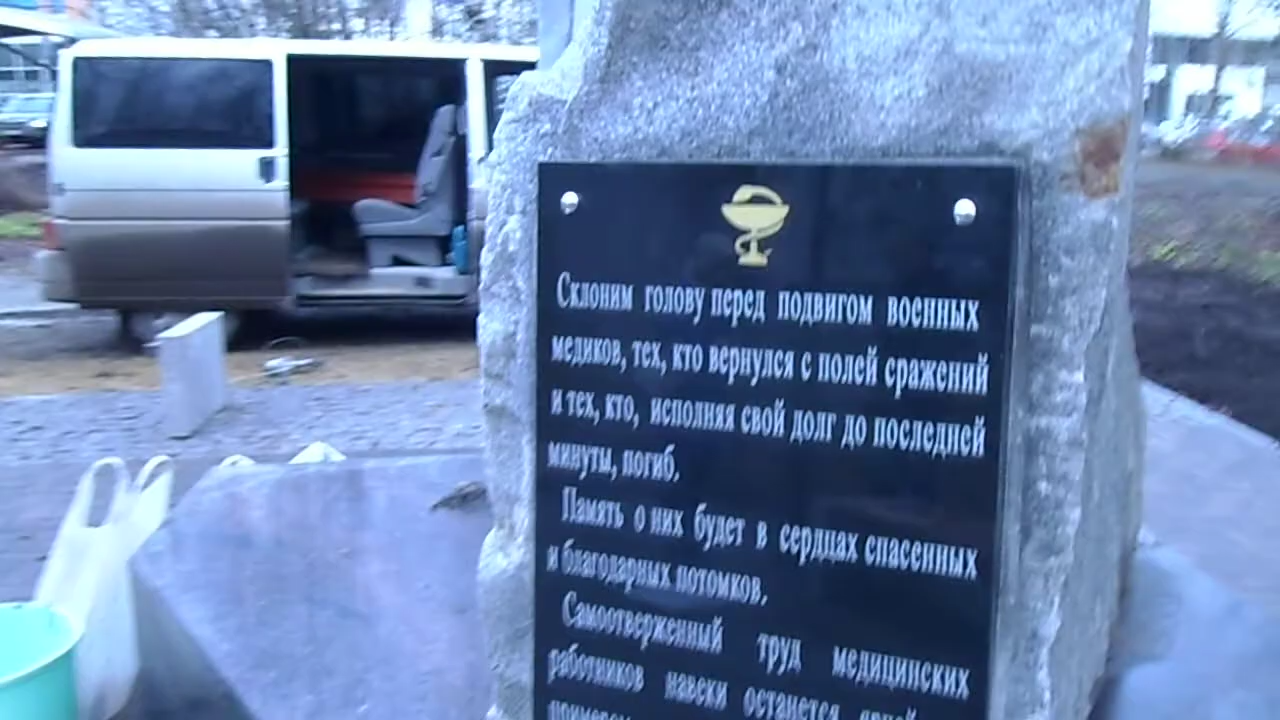 Склоним голову перед подвигом военных
медиков, тех, кто вернулся с полей сражений
и тех, кто, исполняя свой долг до последней
минуты, погиб.
Память о них будет в сердцах спасенных
и благодарных потомков.
Самоотверженный труд медицинских
работников навеки останется